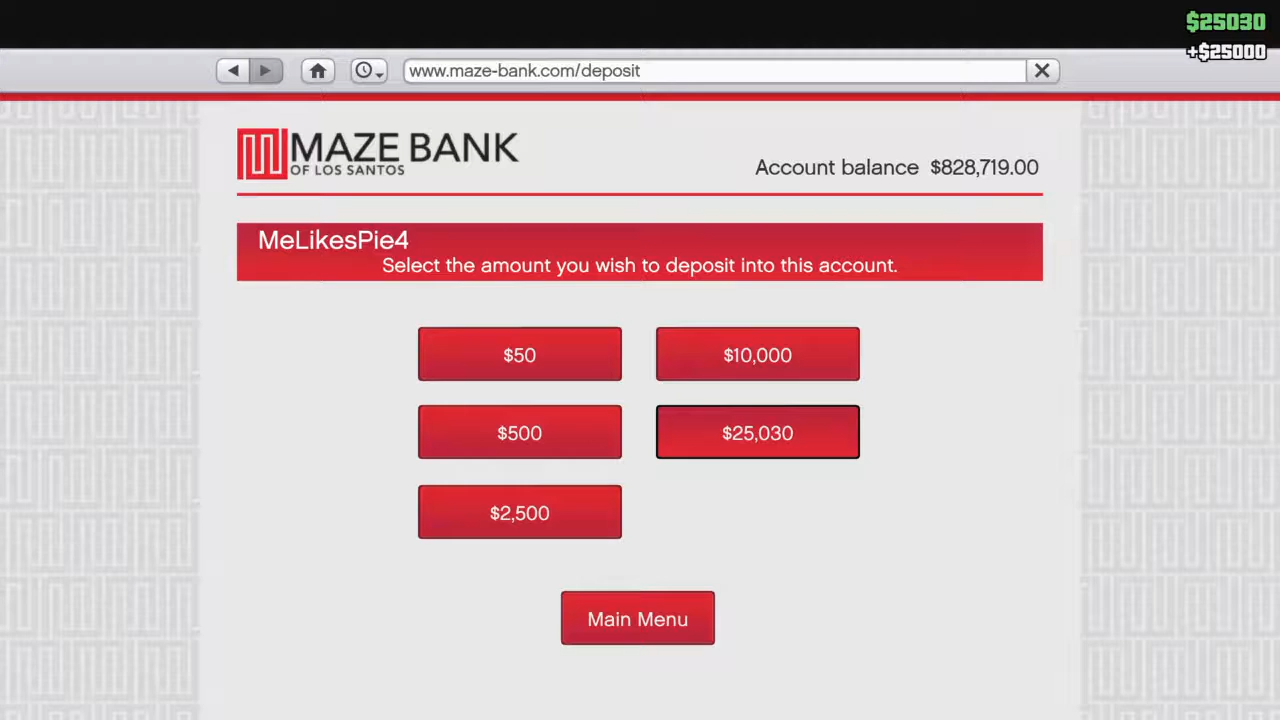 $25030
+$25000
www.maze-bank.com/deposit
MAZE BANK
OF LOS SANTOS
Account balance $828,719.00
MeLikesPie4
Select the amount you wish to deposit into this account.
$50
$10,000
$500
$25,030
$2,500
Main Menu